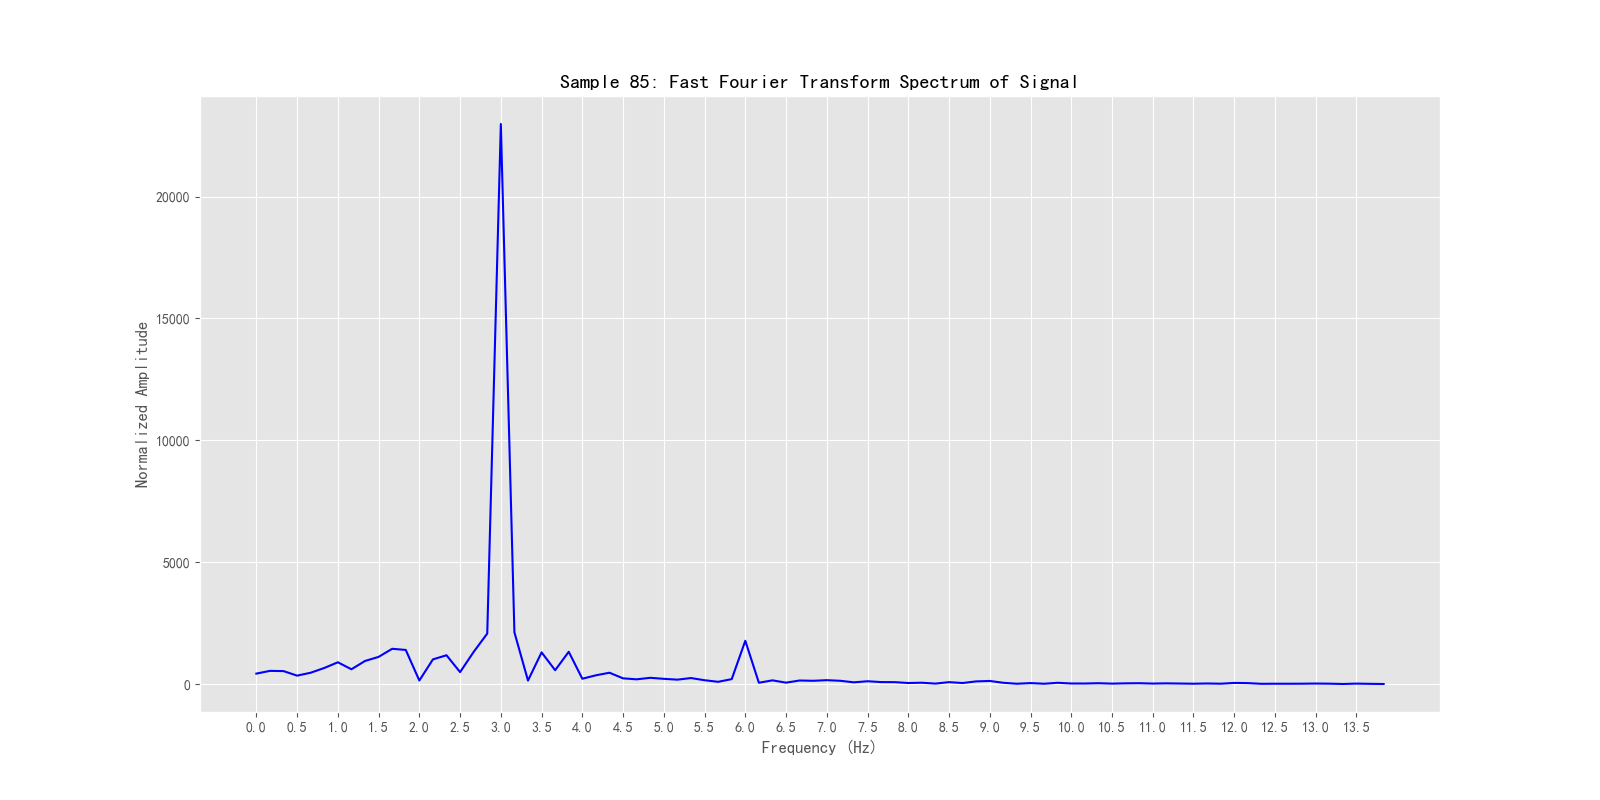 Sample 85: Fast Fourier Transform Spectrum of Signal
Normalized Amplitude
20000
15000
10000
5000
0
0.0 0.5 1.0 1.5 2.0 2.5 3.0 3.5 4.0 4.5 5.0 5.5 6.0 6.5 7.0 7.5 8.0 8.5 9.0 9.5 10.0 10.5 11.0 11.5 12.0 12.5 13.0 13.5
Frequency (Hz)